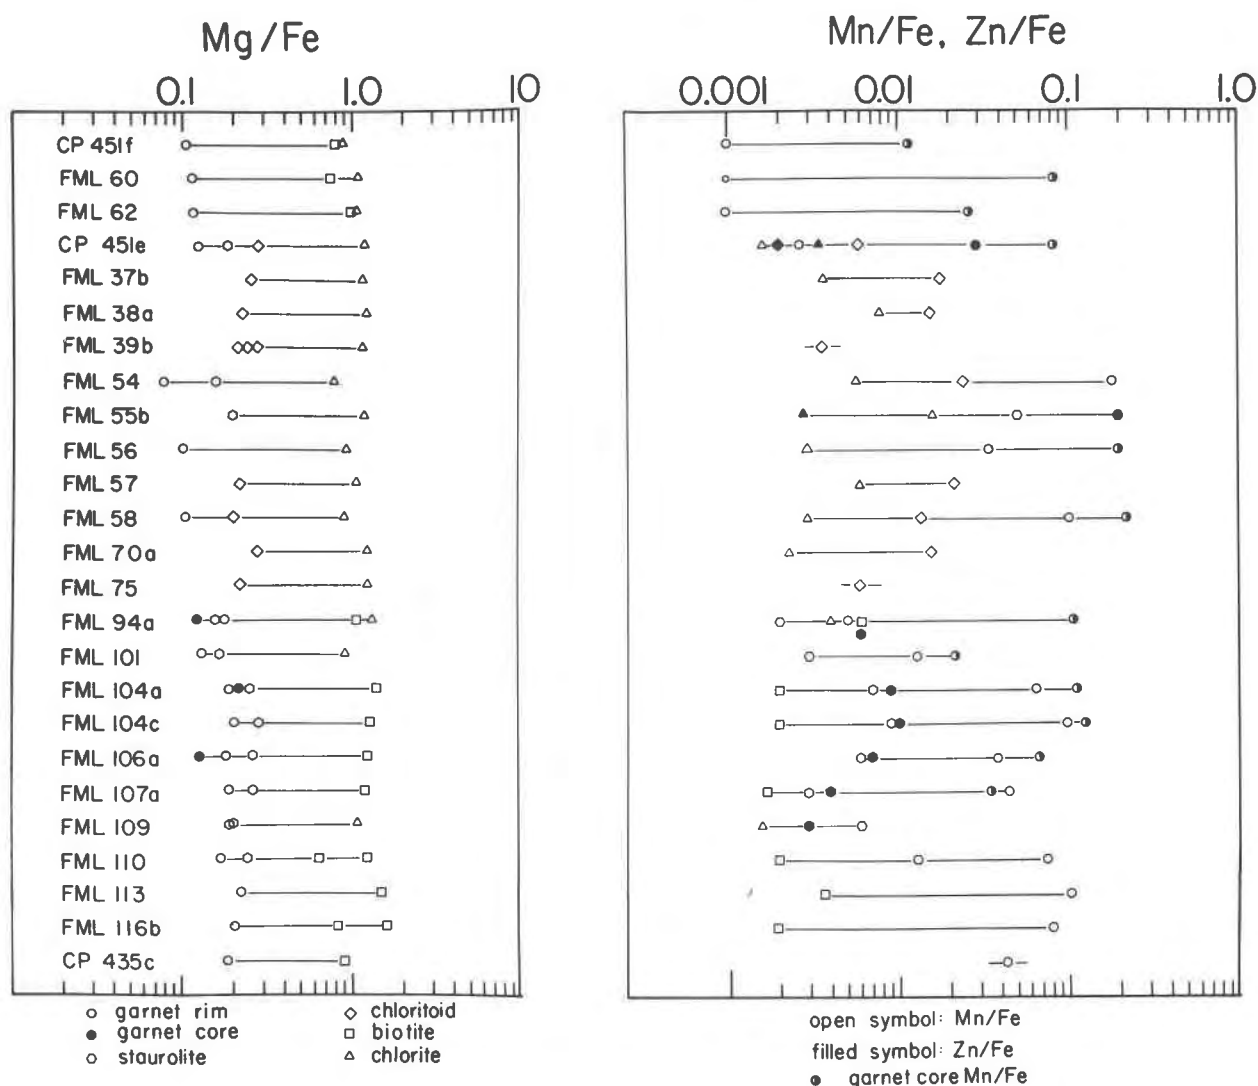 Mg/Fe
Mn/Fe, Zn/Fe
0.1 1.0 10
0.001 0.01 0.1 1.0
CP 451f
FML 60
FML 62
CP 451e
FML 37b
FML 38a
FML 39b
FML 54
FML 55b
FML 56
FML 57
FML 58
FML 70a
FML 75
FML 94a
FML 101
FML 104a
FML 104c
FML 106a
FML 107a
FML 109
FML 110
FML 113
FML 116b
CP 435c
garnet rim
garnet core
staurolite
chloritoid
biotite
chlorite
open symbol: Mn/Fe
filled symbol: Zn/Fe
garnet core Mn/Fe